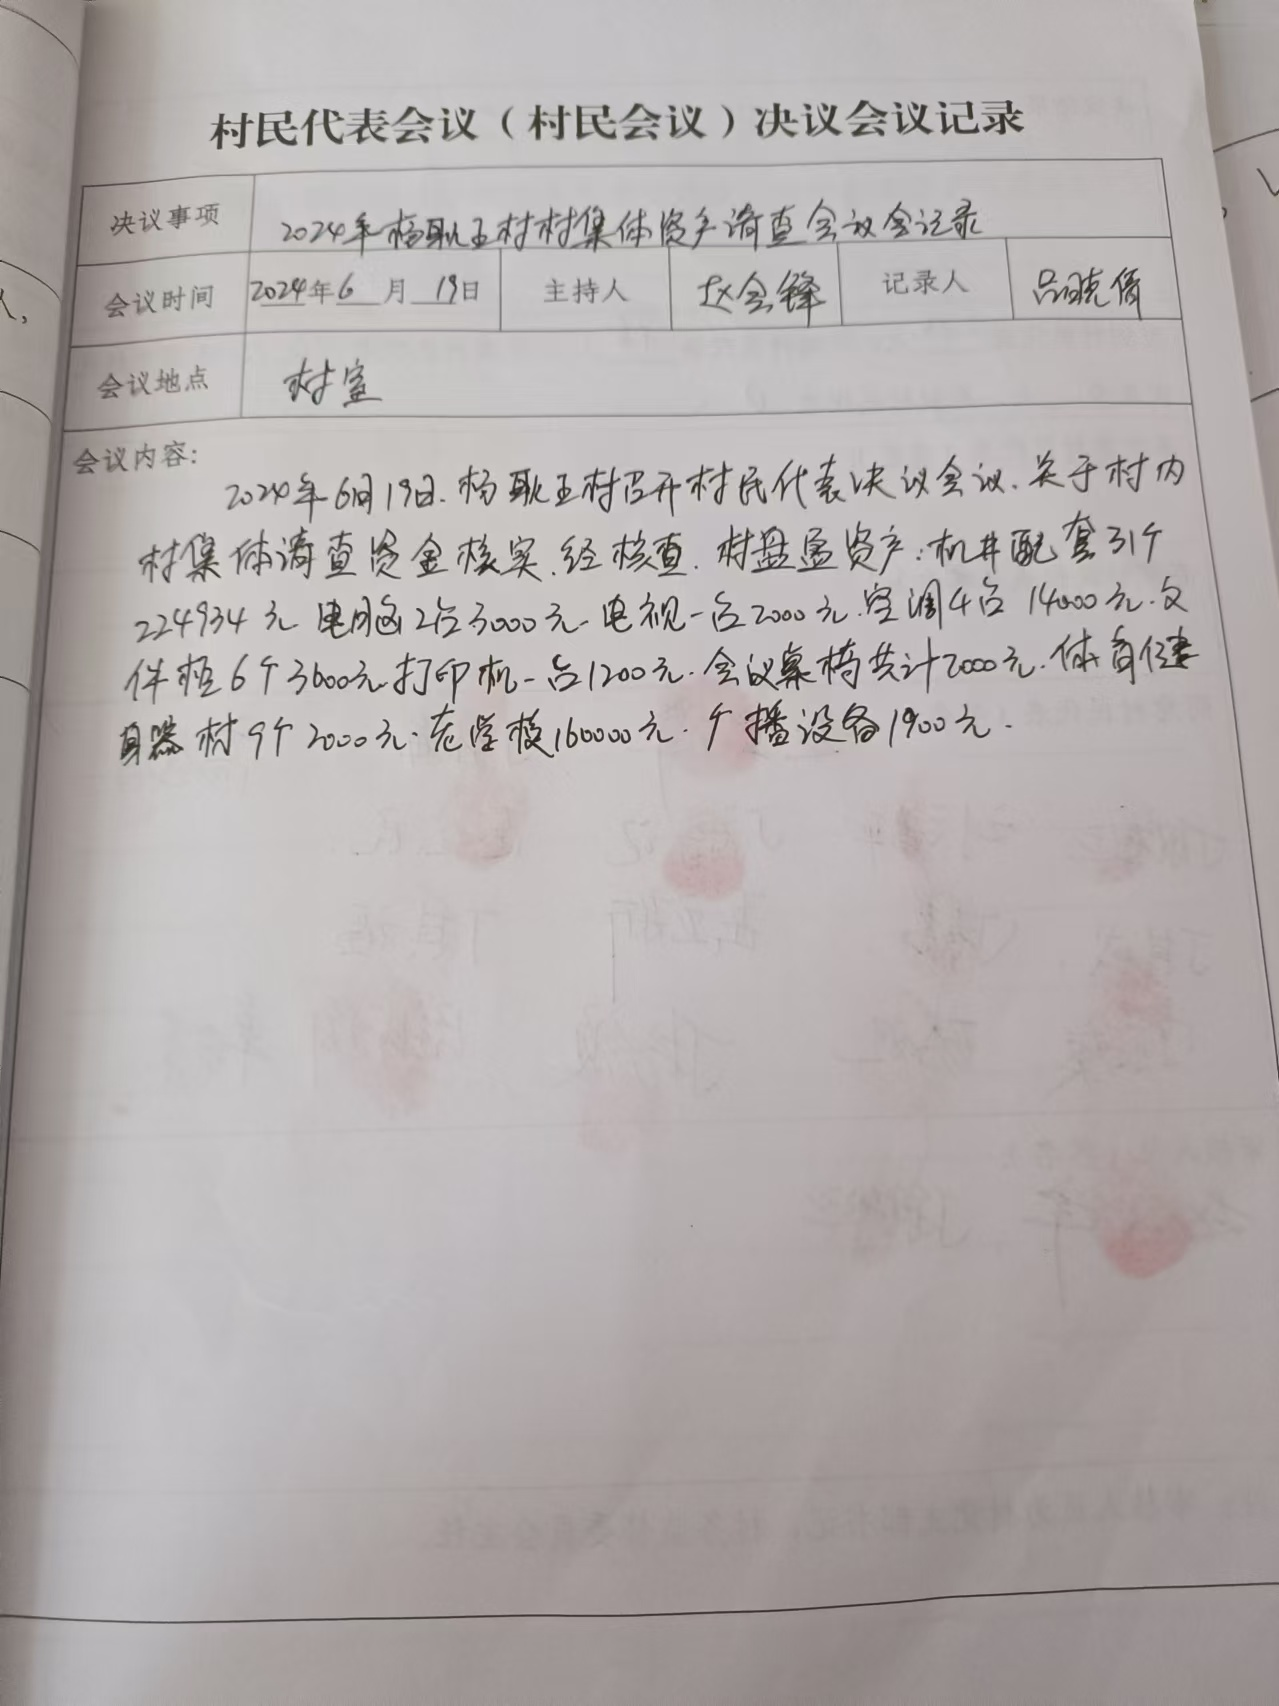 村民代表会议（村民会议）决议会议记录
决议事项 2024年杨耿王村村集体资产清查会议会记录
会议时间 2024年6月19日 主持人 赵会锋 记录人 吕晓倩
会议地点 村室
会议内容：
2024年6月19日.杨耿王村召开村民代表决议会议.关于村内
村集体清查资金核实.经核查.村盘盈资产：机井配套31个
224934元 电脑2台3000元.电视一台2000元.空调4台 14000元.文
件柜6个3600元.打印机一台1200元.会议桌椅共计2000元.体育健
身器材9个2000元.老学校160000元.广播设备1900元.